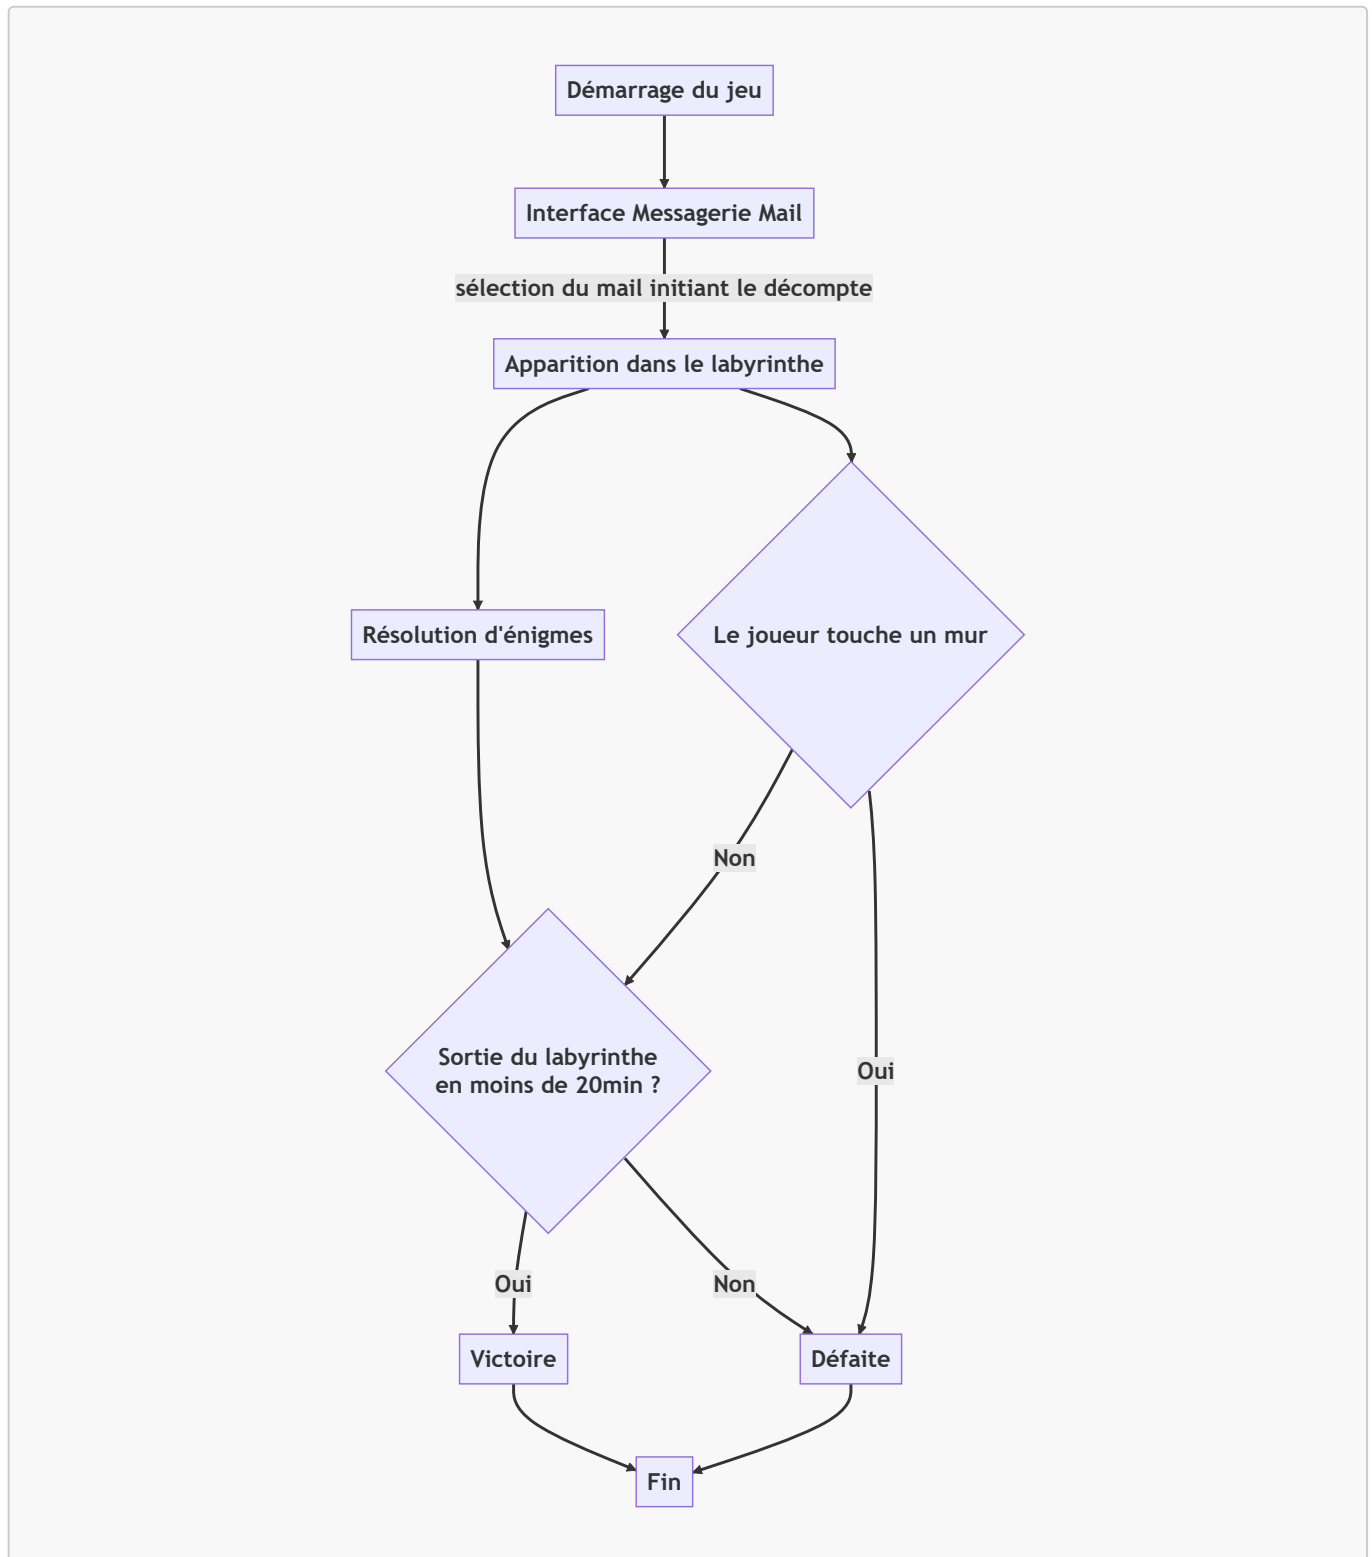 Démarrage du jeu
Interface Messagerie Mail
sélection du mail initiant le décompte
Apparition dans le labyrinthe
Résolution d'énigmes
Le joueur touche un mur
Non
Sortie du labyrinthe
en moins de 20min ?
Oui
Oui
Non
Victoire
Défaite
Fin